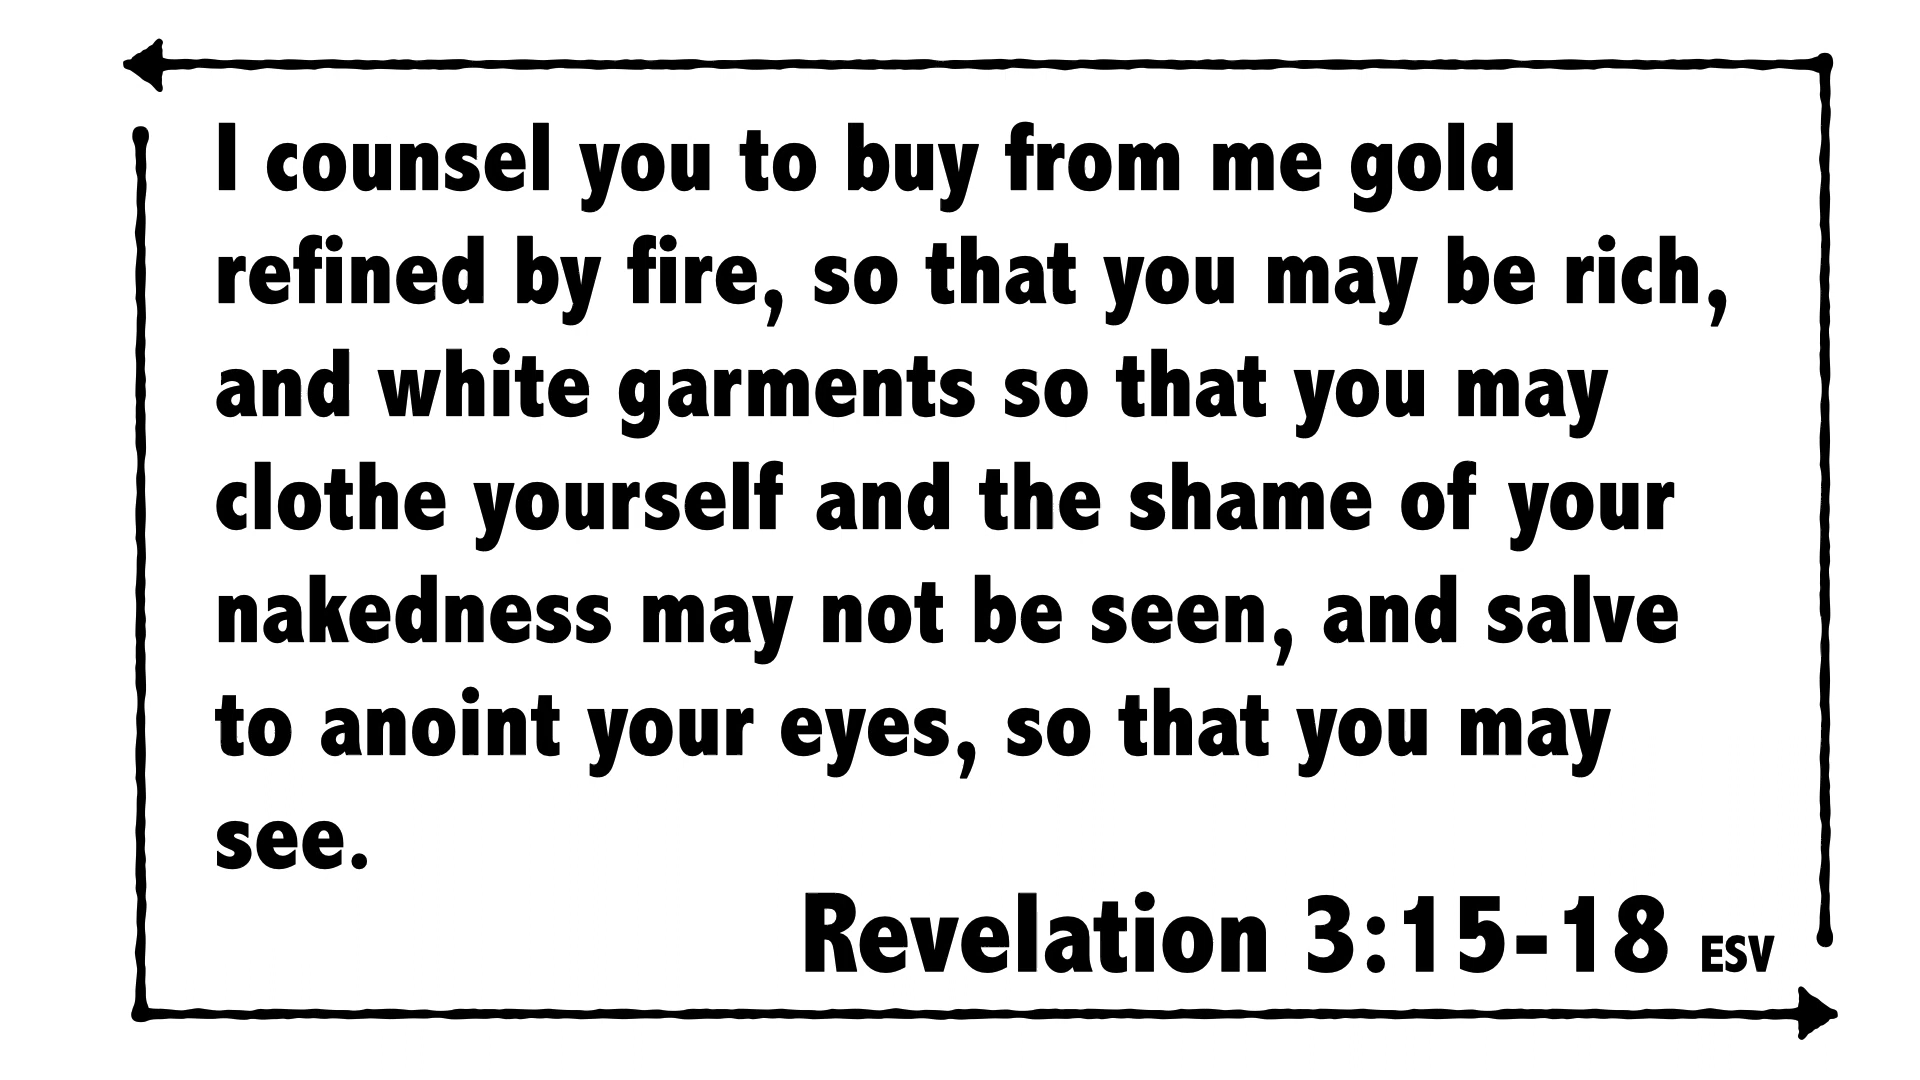 I counsel you to buy from me gold
refined by fire, so that you may be rich,
and white garments so that you may
clothe yourself and the shame of your
nakedness may not be seen, and salve
to anoint your eyes, so that you may
see.
Revelation 3:15-18 ESV